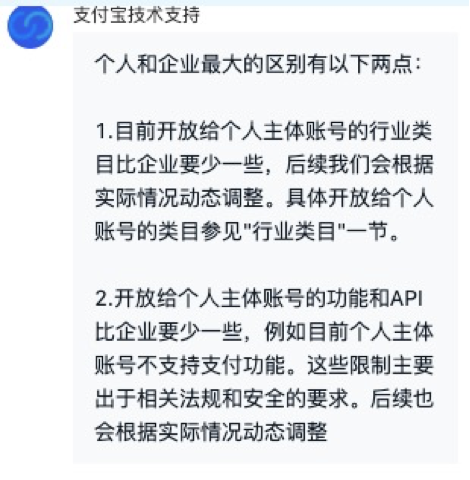 支付宝技术支持
个人和企业最大的区别有以下两点：
1.目前开放给个人主体账号的行业类
目比企业要少一些，后续我们会根据
实际情况动态调整。具体开放给个人
账号的类目参见"行业类目"一节。
2.开放给个人主体账号的功能和API
比企业要少一些，例如目前个人主体
账号不支持支付功能。这些限制主要
出于相关法规和安全的要求。后续也
会根据实际情况动态调整